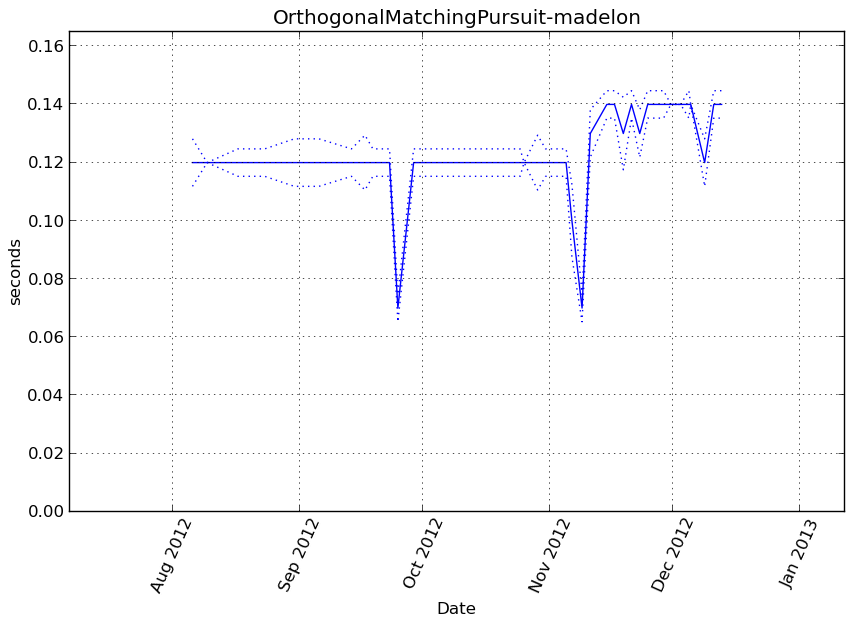 OrthogonalMatchingPursuit-madelon
0.16
0.14
0.12
0.10
0.08
0.06
0.04
0.02
0.00
seconds
Aug 2012
Sep 2012
Oct 2012
Nov 2012
Dec 2012
Jan 2013
Date